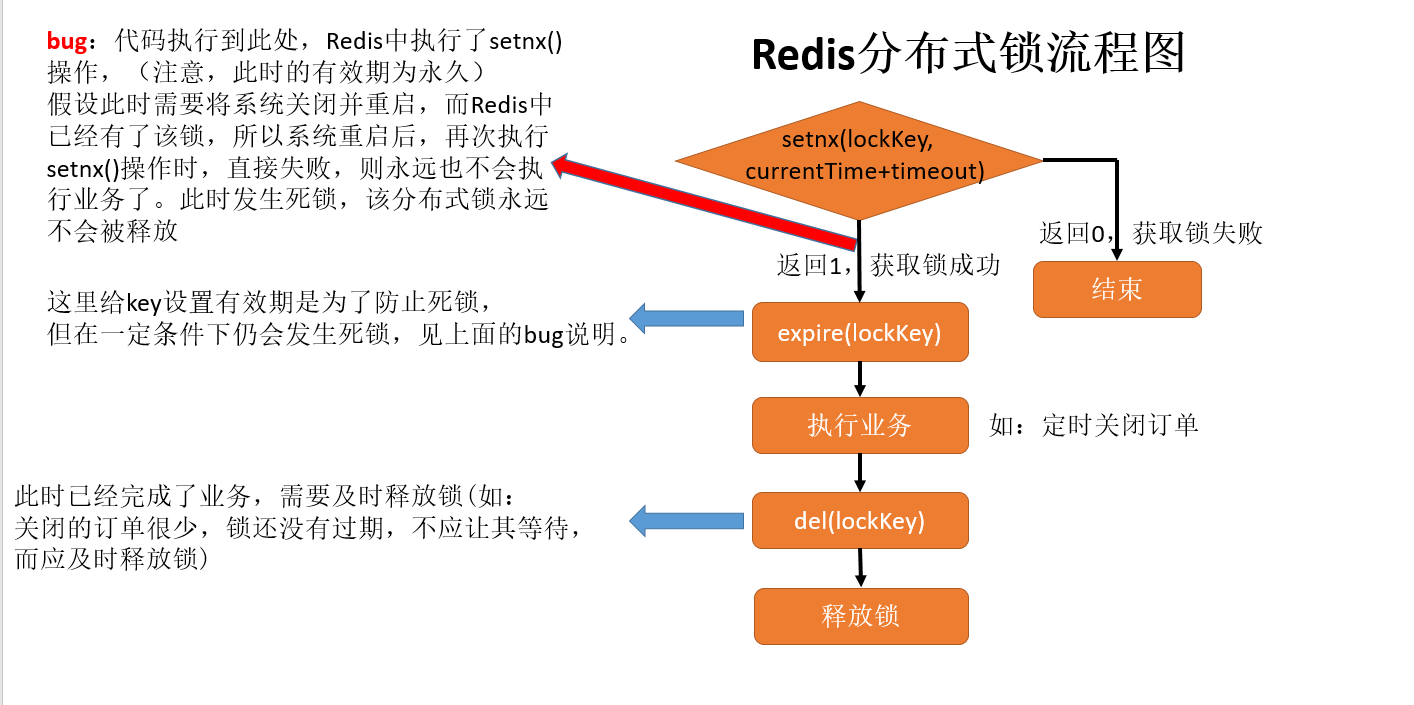 Redis分布式锁流程图
bug：代码执行到此处，Redis中执行了setnx()
操作，（注意，此时的有效期为永久）
假设此时需要将系统关闭并重启，而Redis中
已经有了该锁，所以系统重启后，再次执行
setnx()操作时，直接失败，则永远也不会执
行业务了。此时发生死锁，该分布式锁永远
不会被释放
setnx(lockKey,
currentTime+timeout)
返回0，获取锁失败
结束
返回1，获取锁成功
这里给key设置有效期是为了防止死锁，
但在一定条件下仍会发生死锁，见上面的bug说明。
expire(lockKey)
执行业务
如：定时关闭订单
此时已经完成了业务，需要及时释放锁(如：
关闭的订单很少，锁还没有过期，不应让其等待，
而应及时释放锁)
del(lockKey)
释放锁